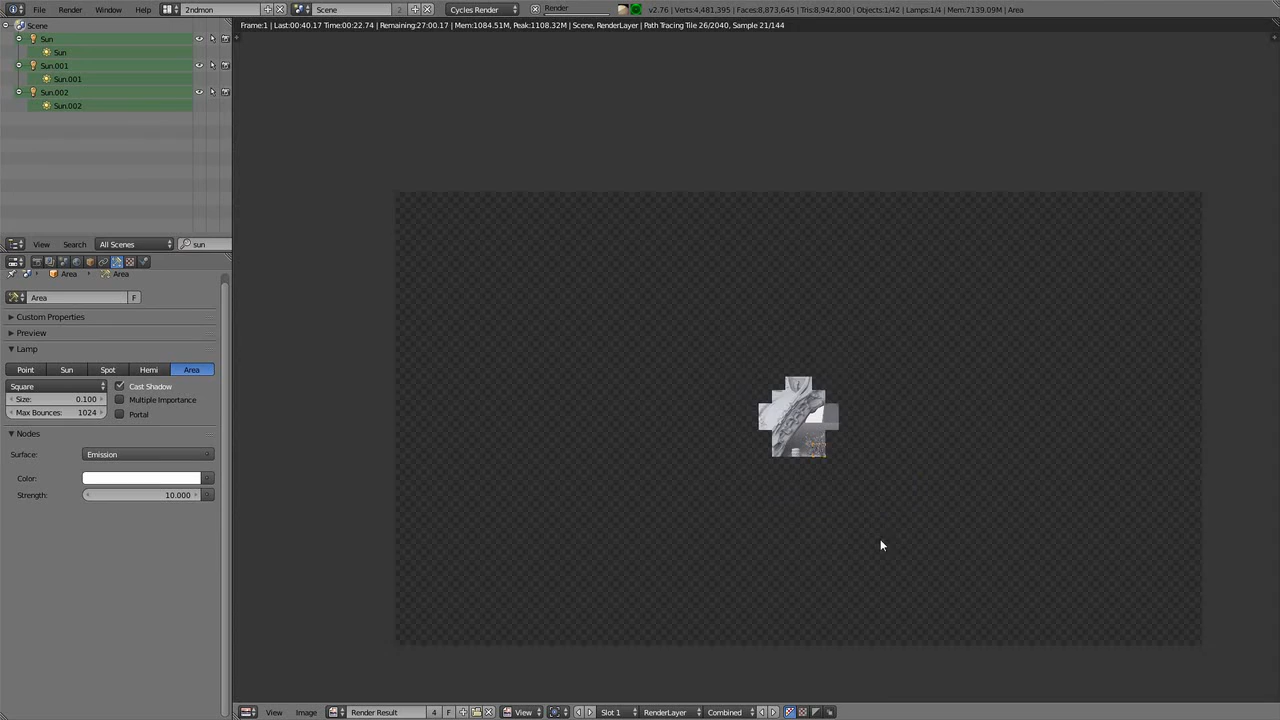 File Render Window Help 2ndmon Scene 2 Cycles Render Render v2.76 | Verts:4,481,395 | Faces:8,873,645 | Tris:8,942,800 | Objects:1/42 | Lamps:1/4 | Mem:7139.09M | Area
Scene
Frame:1 | Last:00:40.17 Time:00:22.74 | Remaining:27:00.17 | Mem:1084.51M, Peak:1108.32M | Scene, RenderLayer | Path Tracing Tile 26/2040, Sample 21/144
Sun
Sun
Sun.001
Sun.001
Sun.002
Sun.002
View Search All Scenes sun
Area Area
Area F
Custom Properties
Preview
Lamp
Point Sun Spot Hemi Area
Square Cast Shadow
Size: 0.100 Multiple Importance
Max Bounces: 1024 Portal
Nodes
Surface: Emission
Color:
Strength: 10.000
View Image Render Result 4 F View Slot 1 RenderLayer Combined